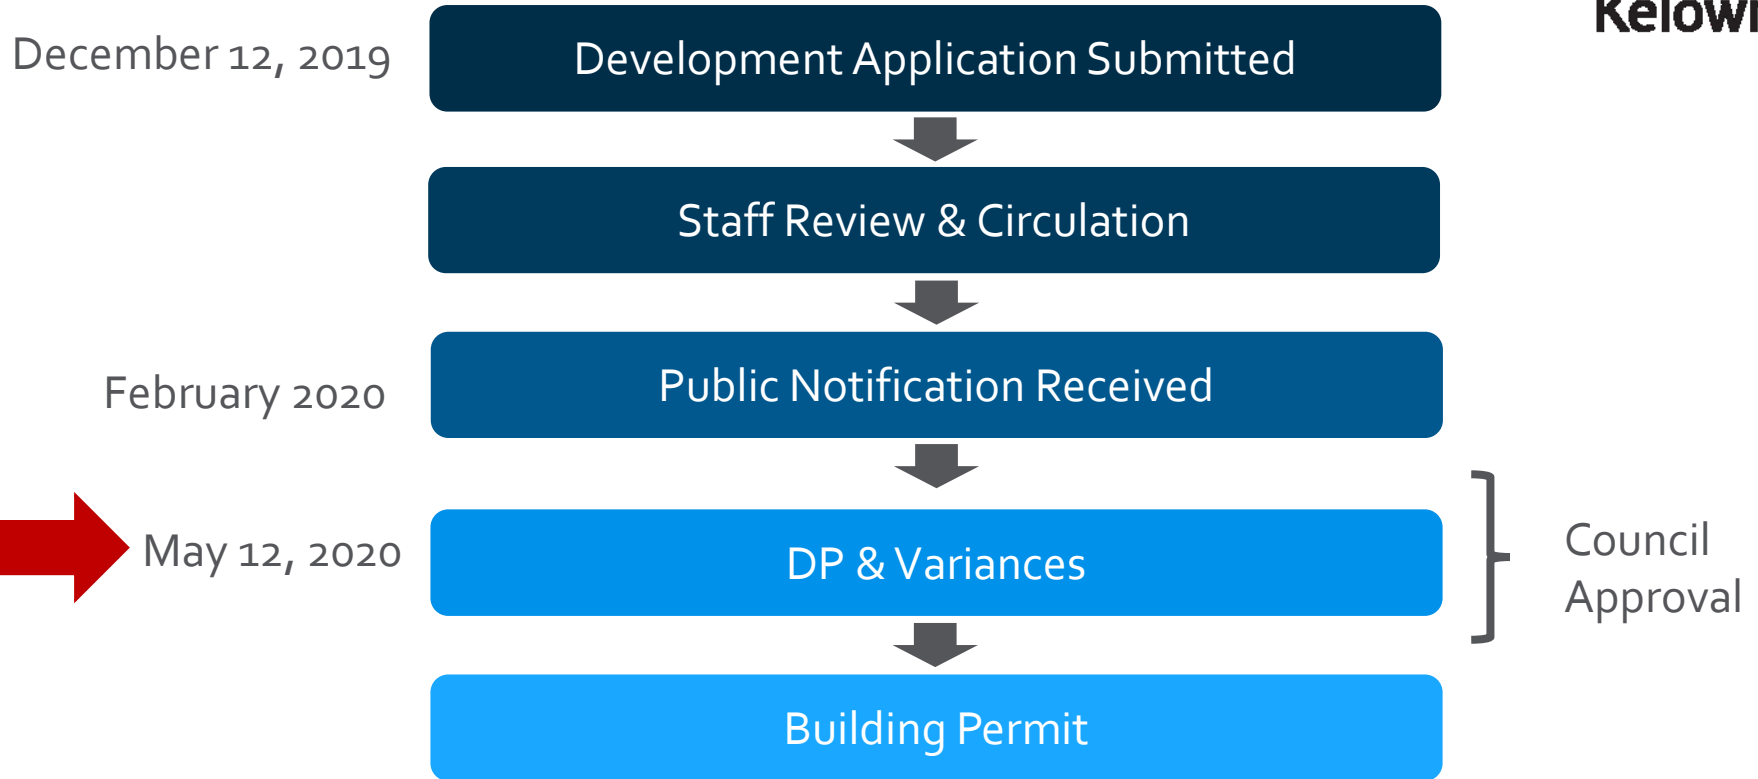 December 12, 2019
Development Application Submitted
Staff Review & Circulation
February 2020
Public Notification Received
May 12, 2020
DP & Variances
Council
Approval
Building Permit